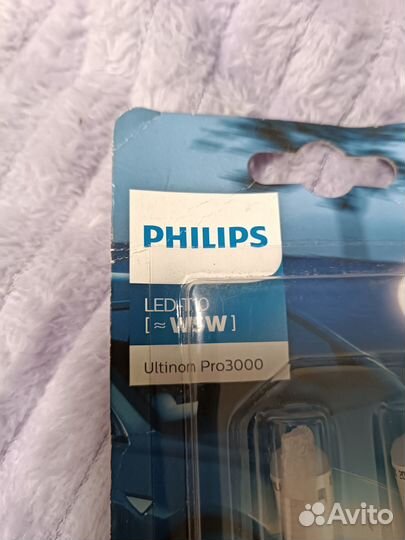 PHILIPS
LED-T10
[≈ W5W]
Ultinon Pro3000
Avito